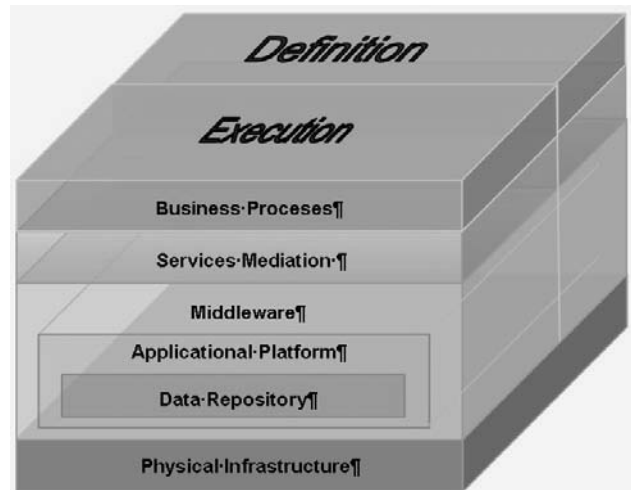 Definition
Execution
Business·Proceses¶
Services·Mediation·¶
Middleware¶
Applicational·Platform¶
Data·Repository¶
Physical·Infrastructure¶